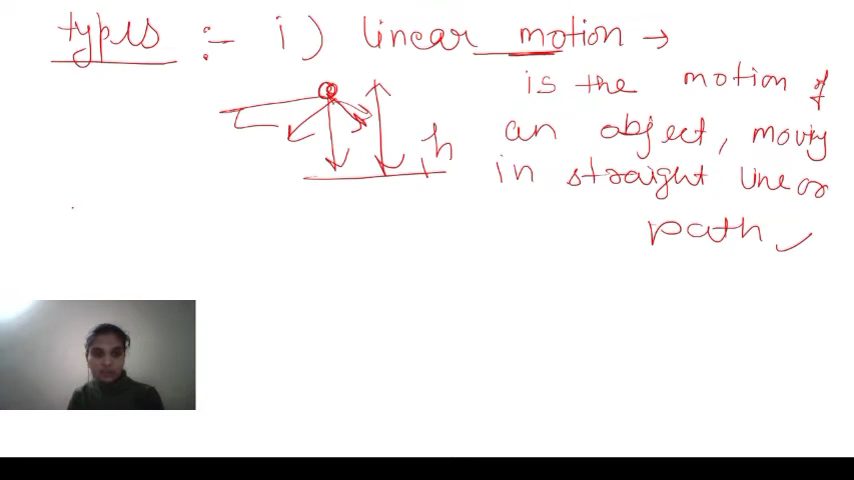 types :- i) linear motion →
is the motion of
an object, moving
in straight line or
path
h